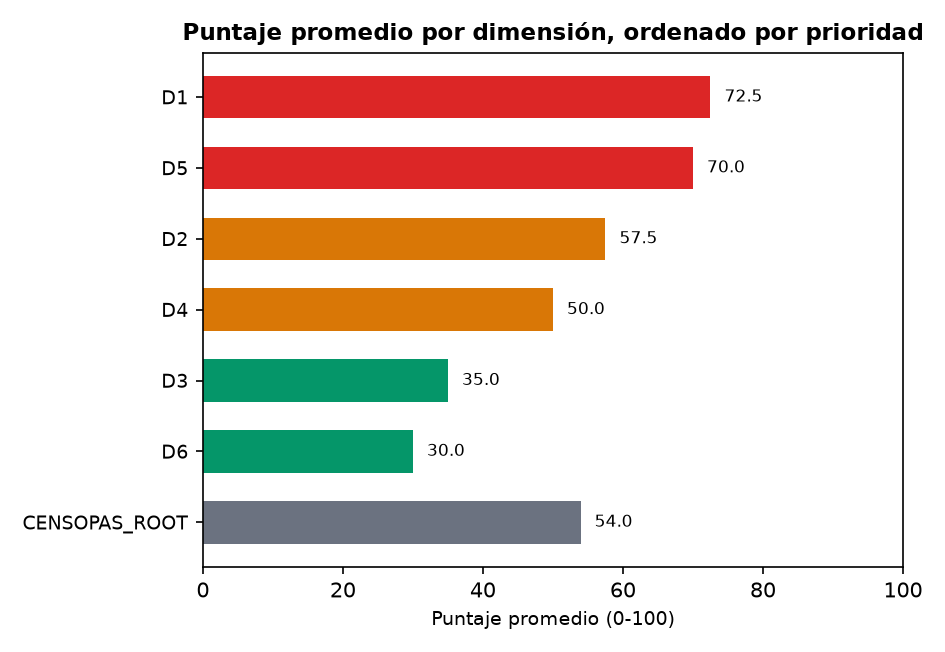 Puntaje promedio por dimensión, ordenado por prioridad
D1
72.5
D5
70.0
D2
57.5
D4
50.0
D3
35.0
D6
30.0
CENSOPAS_ROOT
54.0
0 20 40 60 80 100
Puntaje promedio (0-100)